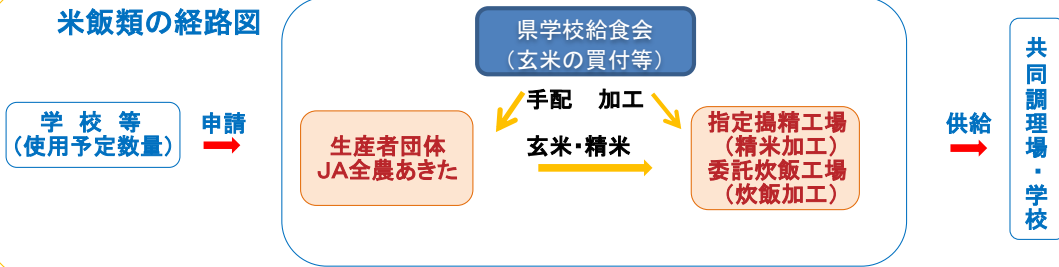 米飯類の経路図
県学校給食会
（玄米の買付等）
手配 加工
学校等
(使用予定数量)
申請
生産者団体
JA全農あきた
玄米・精米
指定搗精工場
（精米加工）
委託炊飯工場
（炊飯加工）
供給
共同調理場・学校